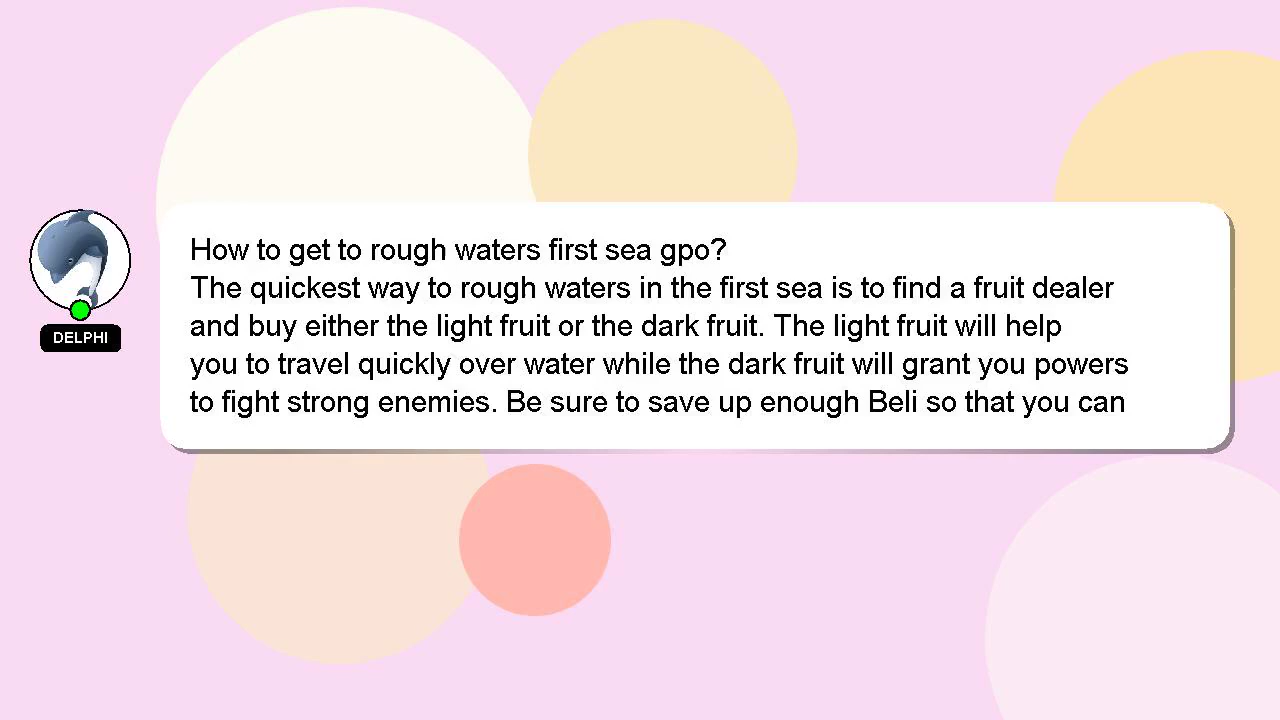 How to get to rough waters first sea gpo?
The quickest way to rough waters in the first sea is to find a fruit dealer
and buy either the light fruit or the dark fruit. The light fruit will help
you to travel quickly over water while the dark fruit will grant you powers
to fight strong enemies. Be sure to save up enough Beli so that you can
DELPHI